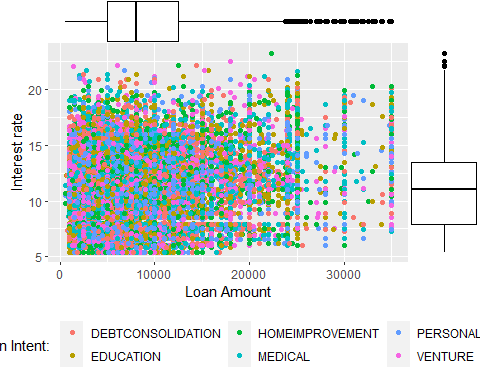 20
15
10
5
Interest rate
0 10000 20000 30000
Loan Amount
n Intent:
DEBTCONSOLIDATION HOMEIMPROVEMENT PERSONAL
EDUCATION MEDICAL VENTURE